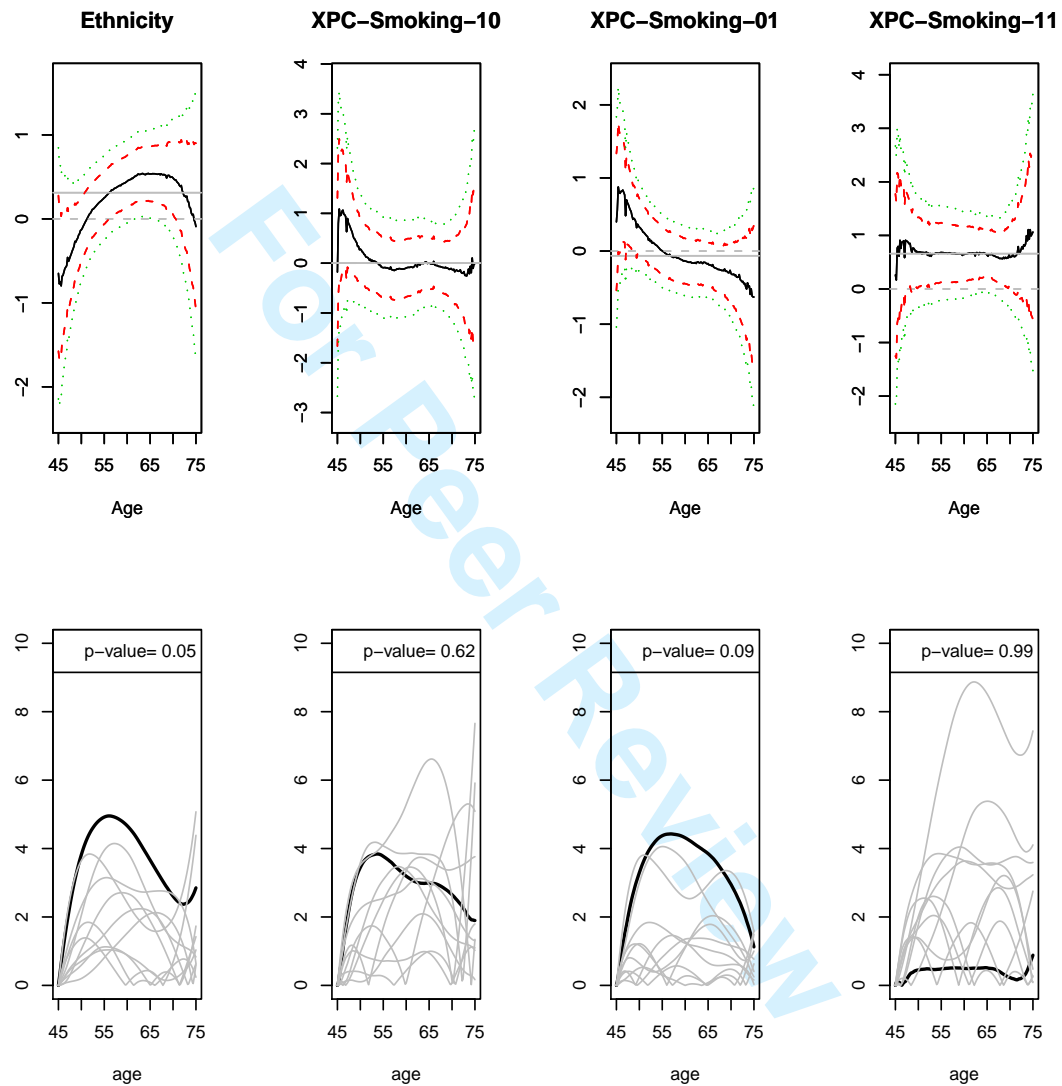 Ethnicity XPC−Smoking−10 XPC−Smoking−01 XPC−Smoking−11
1
0
−1
−2
45 55 65 75
Age
4
3
2
1
0
−1
−2
−3
45 55 65 75
Age
2
1
0
−1
−2
45 55 65 75
Age
4
3
2
1
0
−1
−2
45 55 65 75
Age
For Peer Review
p−value= 0.05
10
8
6
4
2
0
45 55 65 75
age
p−value= 0.62
10
8
6
4
2
0
45 55 65 75
age
p−value= 0.09
10
8
6
4
2
0
45 55 65 75
age
p−value= 0.99
10
8
6
4
2
0
45 55 65 75
age